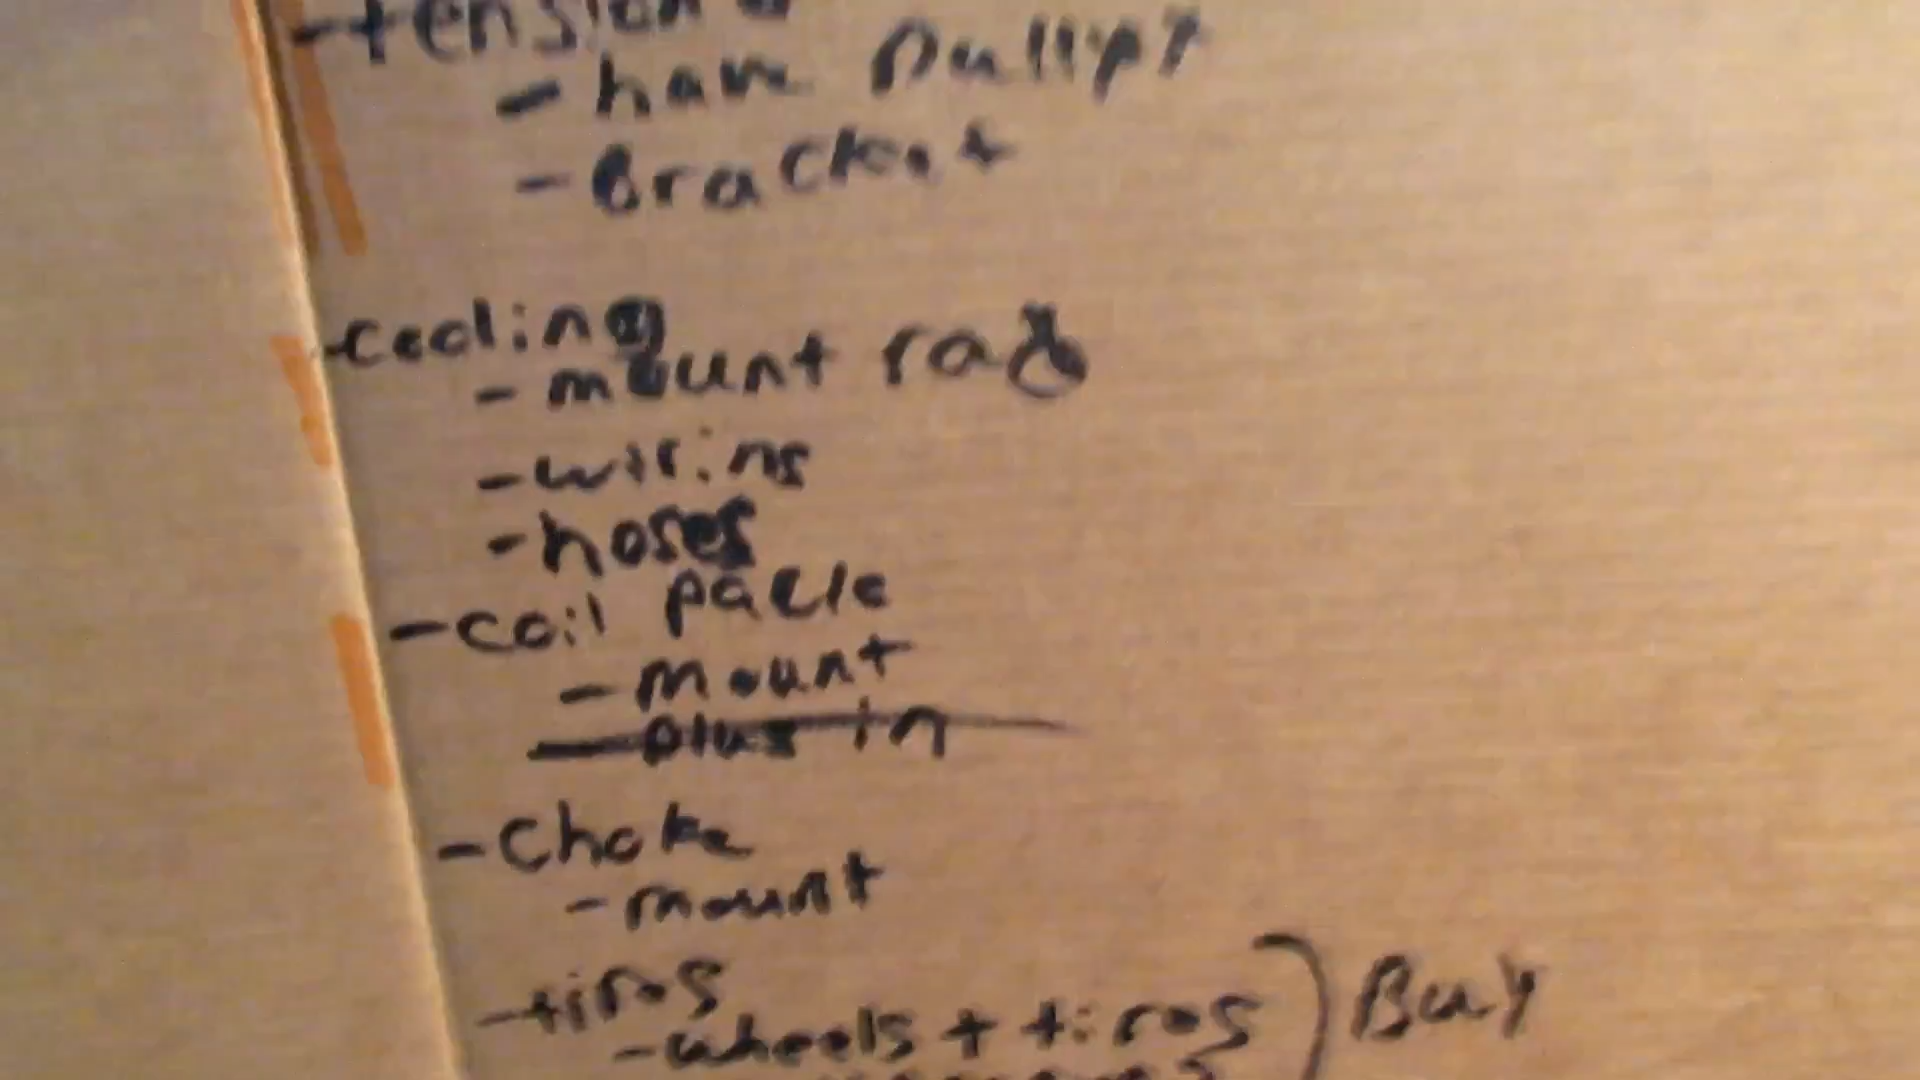 -tension
- have pully?
- Bracket
-cooling
- mount rad
-wiring
-hoses
-coil pack
-mount
-plug in
-Choke
-mount
-tires
-wheels + tires ) Buy